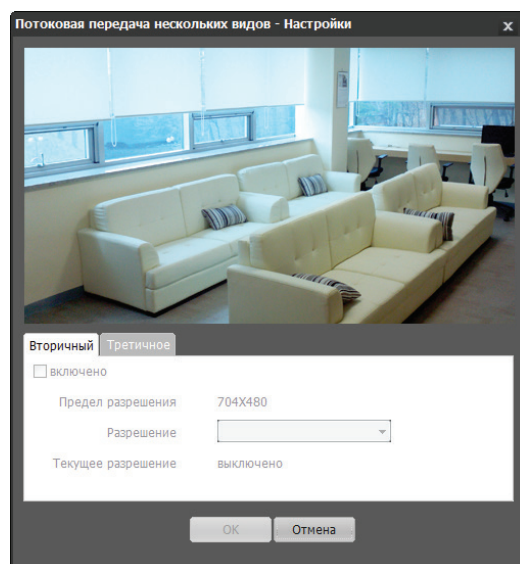 Потоковая передача нескольких видов - Настройки x
Вторичный Третичное
включено
Предел разрешения 704X480
Разрешение
Текущее разрешение выключено
OK Отмена